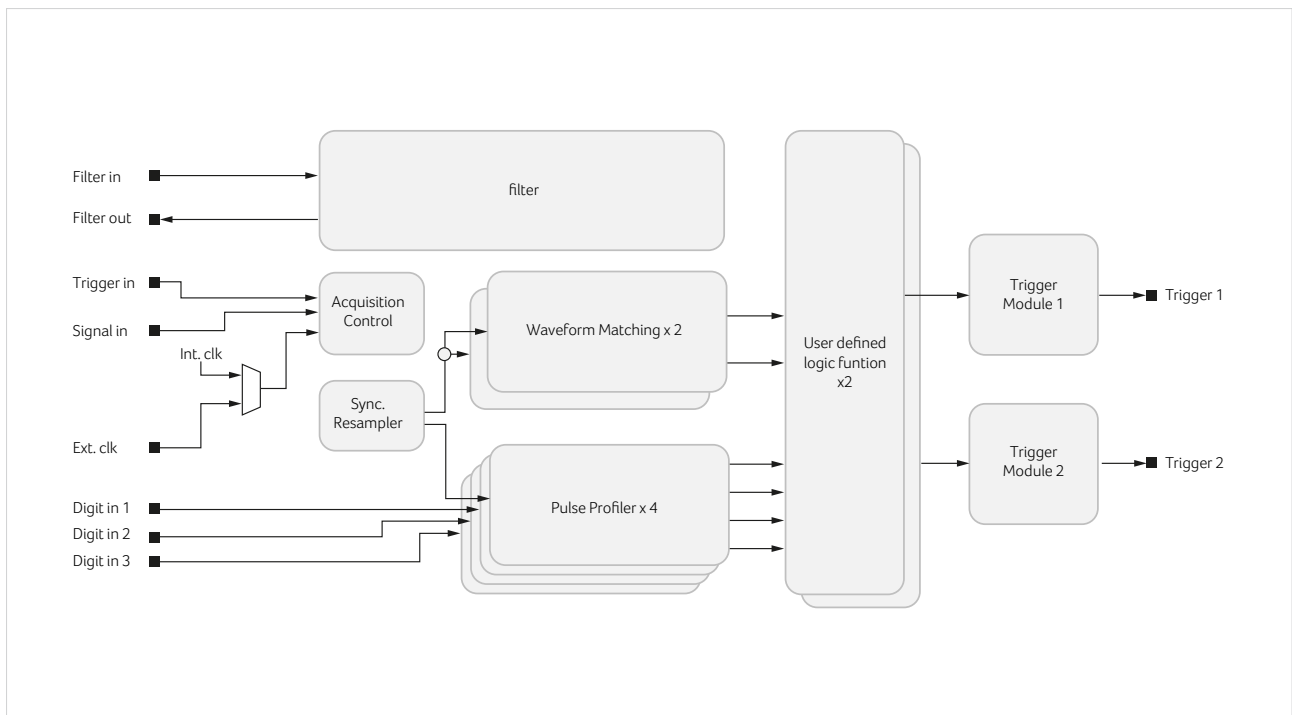 Filter in
Filter out
filter
Trigger in
Signal in
Int. clk
Ext. clk
Digit in 1
Digit in 2
Digit in 3
Acquisition
Control
Sync.
Resampler
Waveform Matching x 2
Pulse Profiler x 4
User defined
logic funtion
x2
Trigger
Module 1
Trigger 1
Trigger
Module 2
Trigger 2